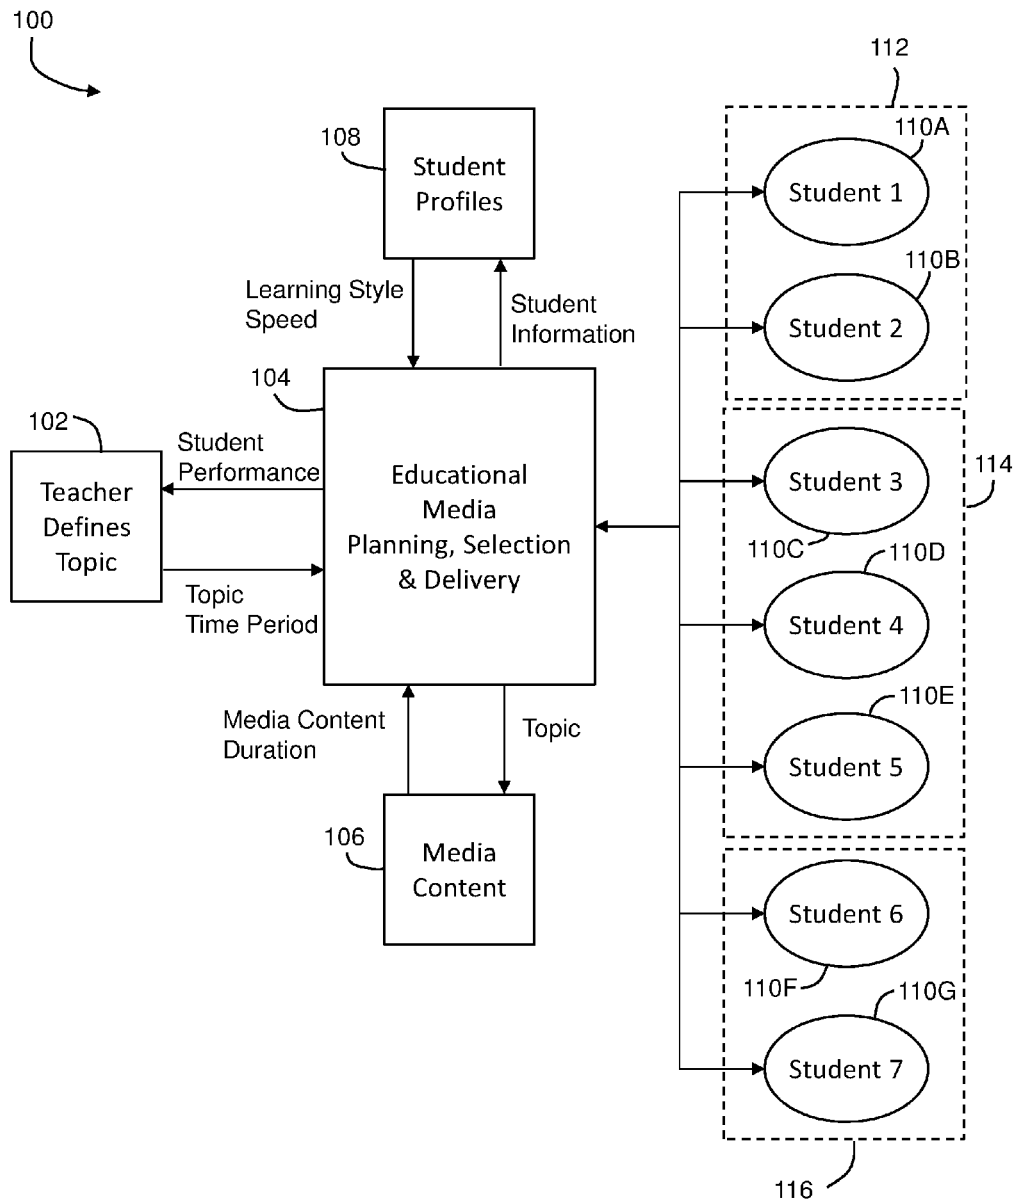 100
112
110A
108
Student
Profiles
Student 1
110B
Learning Style
Speed
Student
Information
Student 2
104
102
Student
Performance
Teacher
Defines
Topic
Educational
Media
Planning, Selection
& Delivery
Student 3
114
110C
110D
Topic
Time Period
Student 4
Media Content
Duration
Topic
110E
Student 5
106
Media
Content
Student 6
110F
110G
Student 7
116